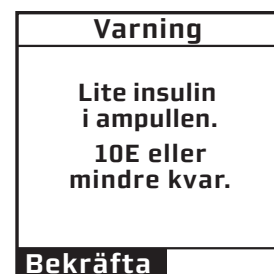 Varning
Lite insulin
i ampullen.
10E eller
mindre kvar.
Bekräfta